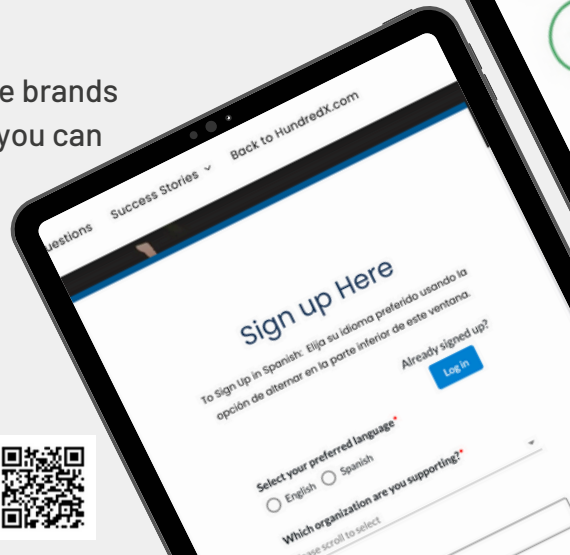 e brands
you can
uestions
Success Stories
Back to HundredX.com
Sign up Here
To Sign Up in Spanish: Elija su idioma preferido usando la
opción de alternar en la parte inferior de este ventana.
Already signed up?
Log in
Select your preferred language*
English
Spanish
Which organization are you supporting?*
ease scroll to select